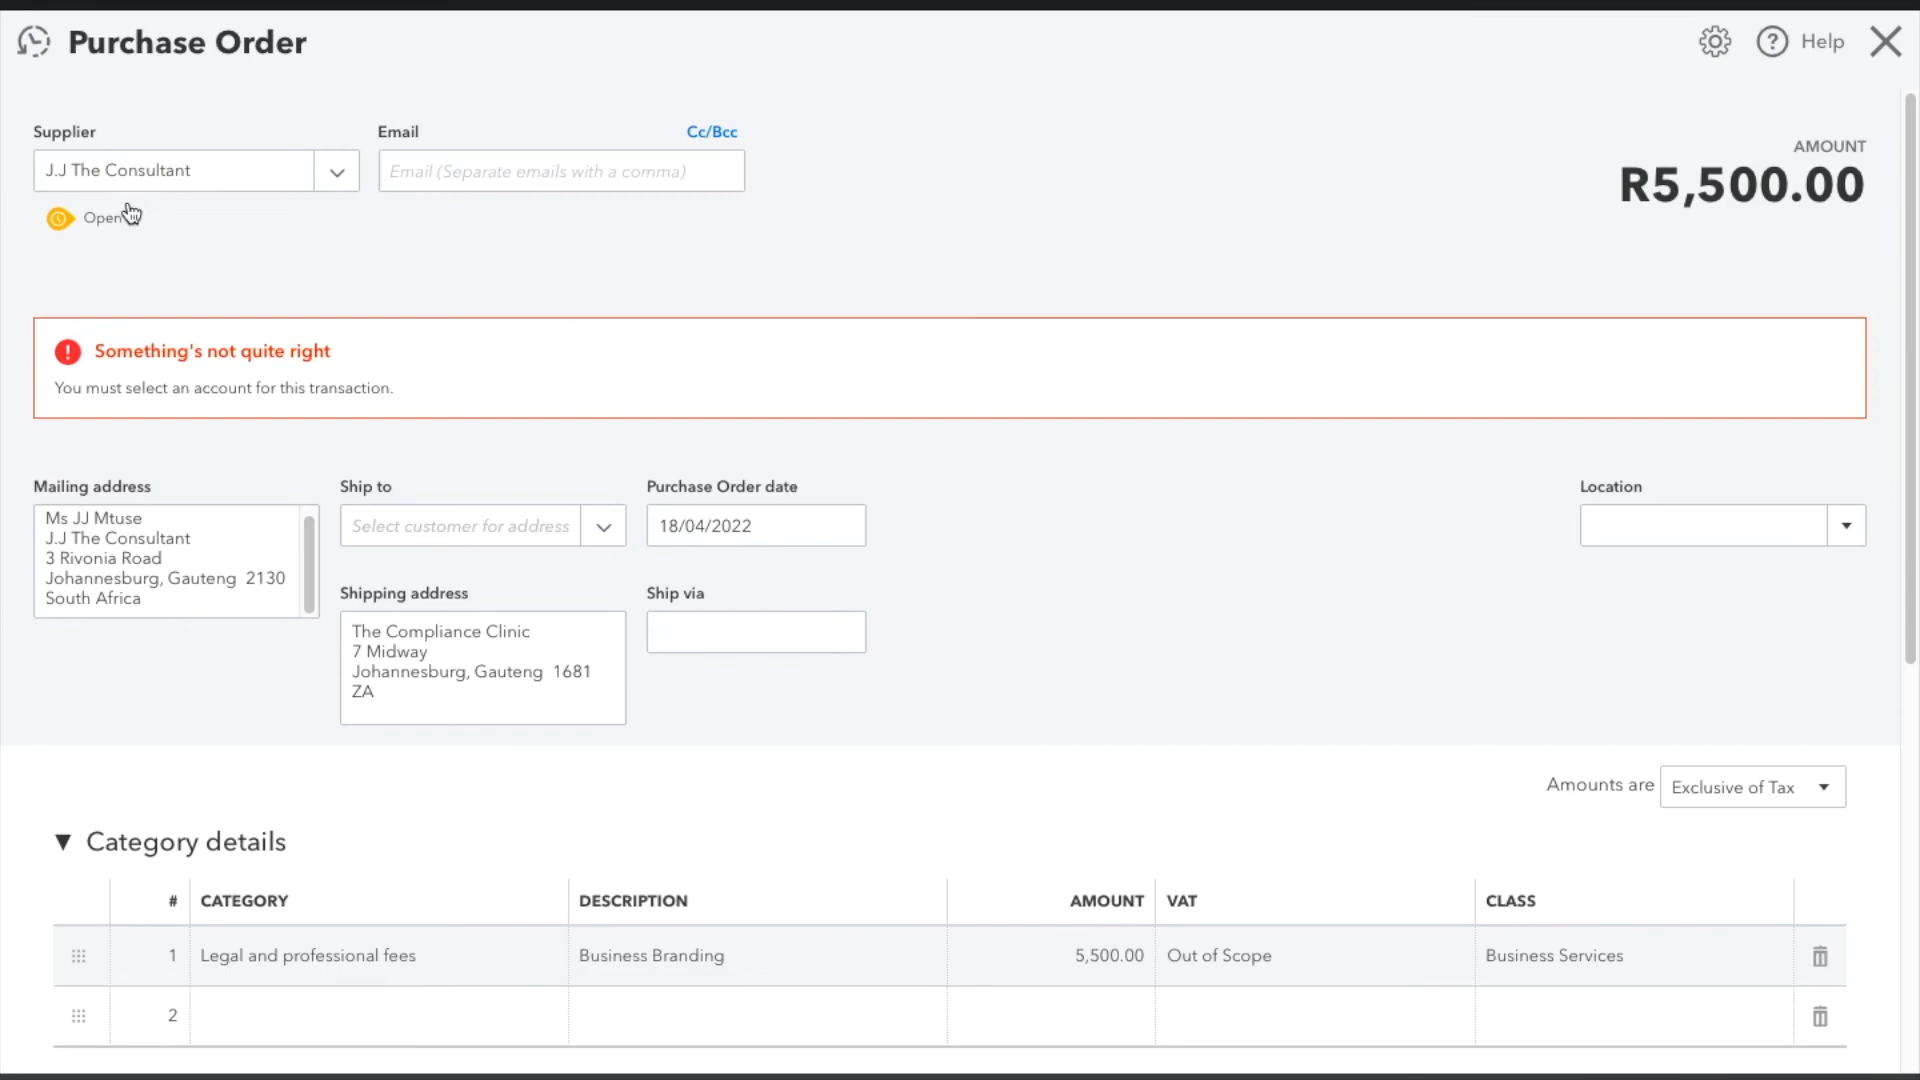 Purchase Order
? Help
Supplier
Email
Cc/Bcc
J.J The Consultant
Email (Separate emails with a comma)
AMOUNT
R5,500.00
Open
! Something's not quite right
You must select an account for this transaction.
Mailing address
Ship to
Purchase Order date
Location
Ms JJ Mtuse
J.J The Consultant
3 Rivonia Road
Johannesburg, Gauteng 2130
South Africa
Select customer for address
18/04/2022
Shipping address
Ship via
The Compliance Clinic
7 Midway
Johannesburg, Gauteng 1681
ZA
Amounts are Exclusive of Tax
Category details
# CATEGORY DESCRIPTION AMOUNT VAT CLASS
1 Legal and professional fees Business Branding 5,500.00 Out of Scope Business Services
2